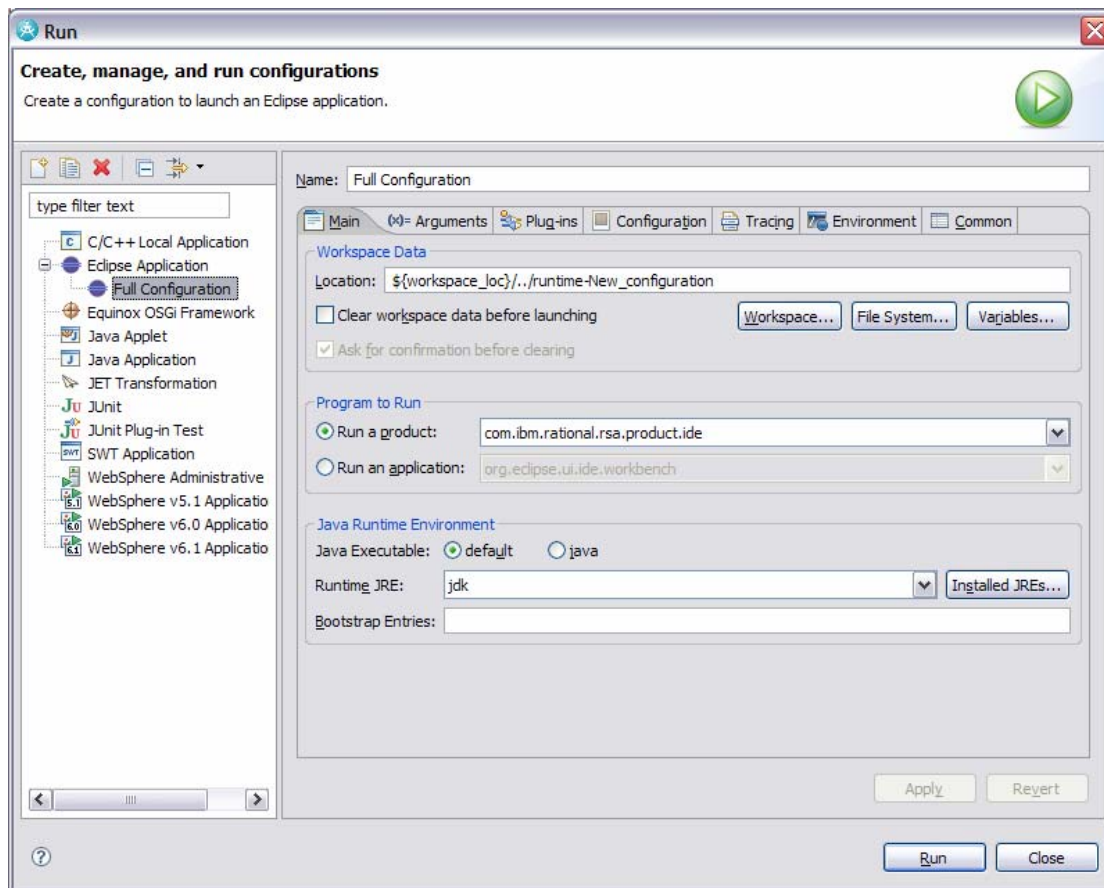 Run
Create, manage, and run configurations
Create a configuration to launch an Eclipse application.
type filter text
C/C++ Local Application
Eclipse Application
Full Configuration
Equinox OSGi Framework
Java Applet
Java Application
JET Transformation
JUnit
JUnit Plug-in Test
SWT Application
WebSphere Administrative
WebSphere v5.1 Applicatio
WebSphere v6.0 Applicatio
WebSphere v6.1 Applicatio
Name: Full Configuration
Main (x)= Arguments Plug-ins Configuration Tracing Environment Common
Workspace Data
Location: ${workspace_loc}/../runtime-New_configuration
Clear workspace data before launching Workspace... File System... Variables...
Ask for confirmation before clearing
Program to Run
Run a product: com.ibm.rational.rsa.product.ide
Run an application: org.eclipse.ui.ide.workbench
Java Runtime Environment
Java Executable: default java
Runtime JRE: jdk Installed JREs...
Bootstrap Entries:
Apply Revert
Run Close